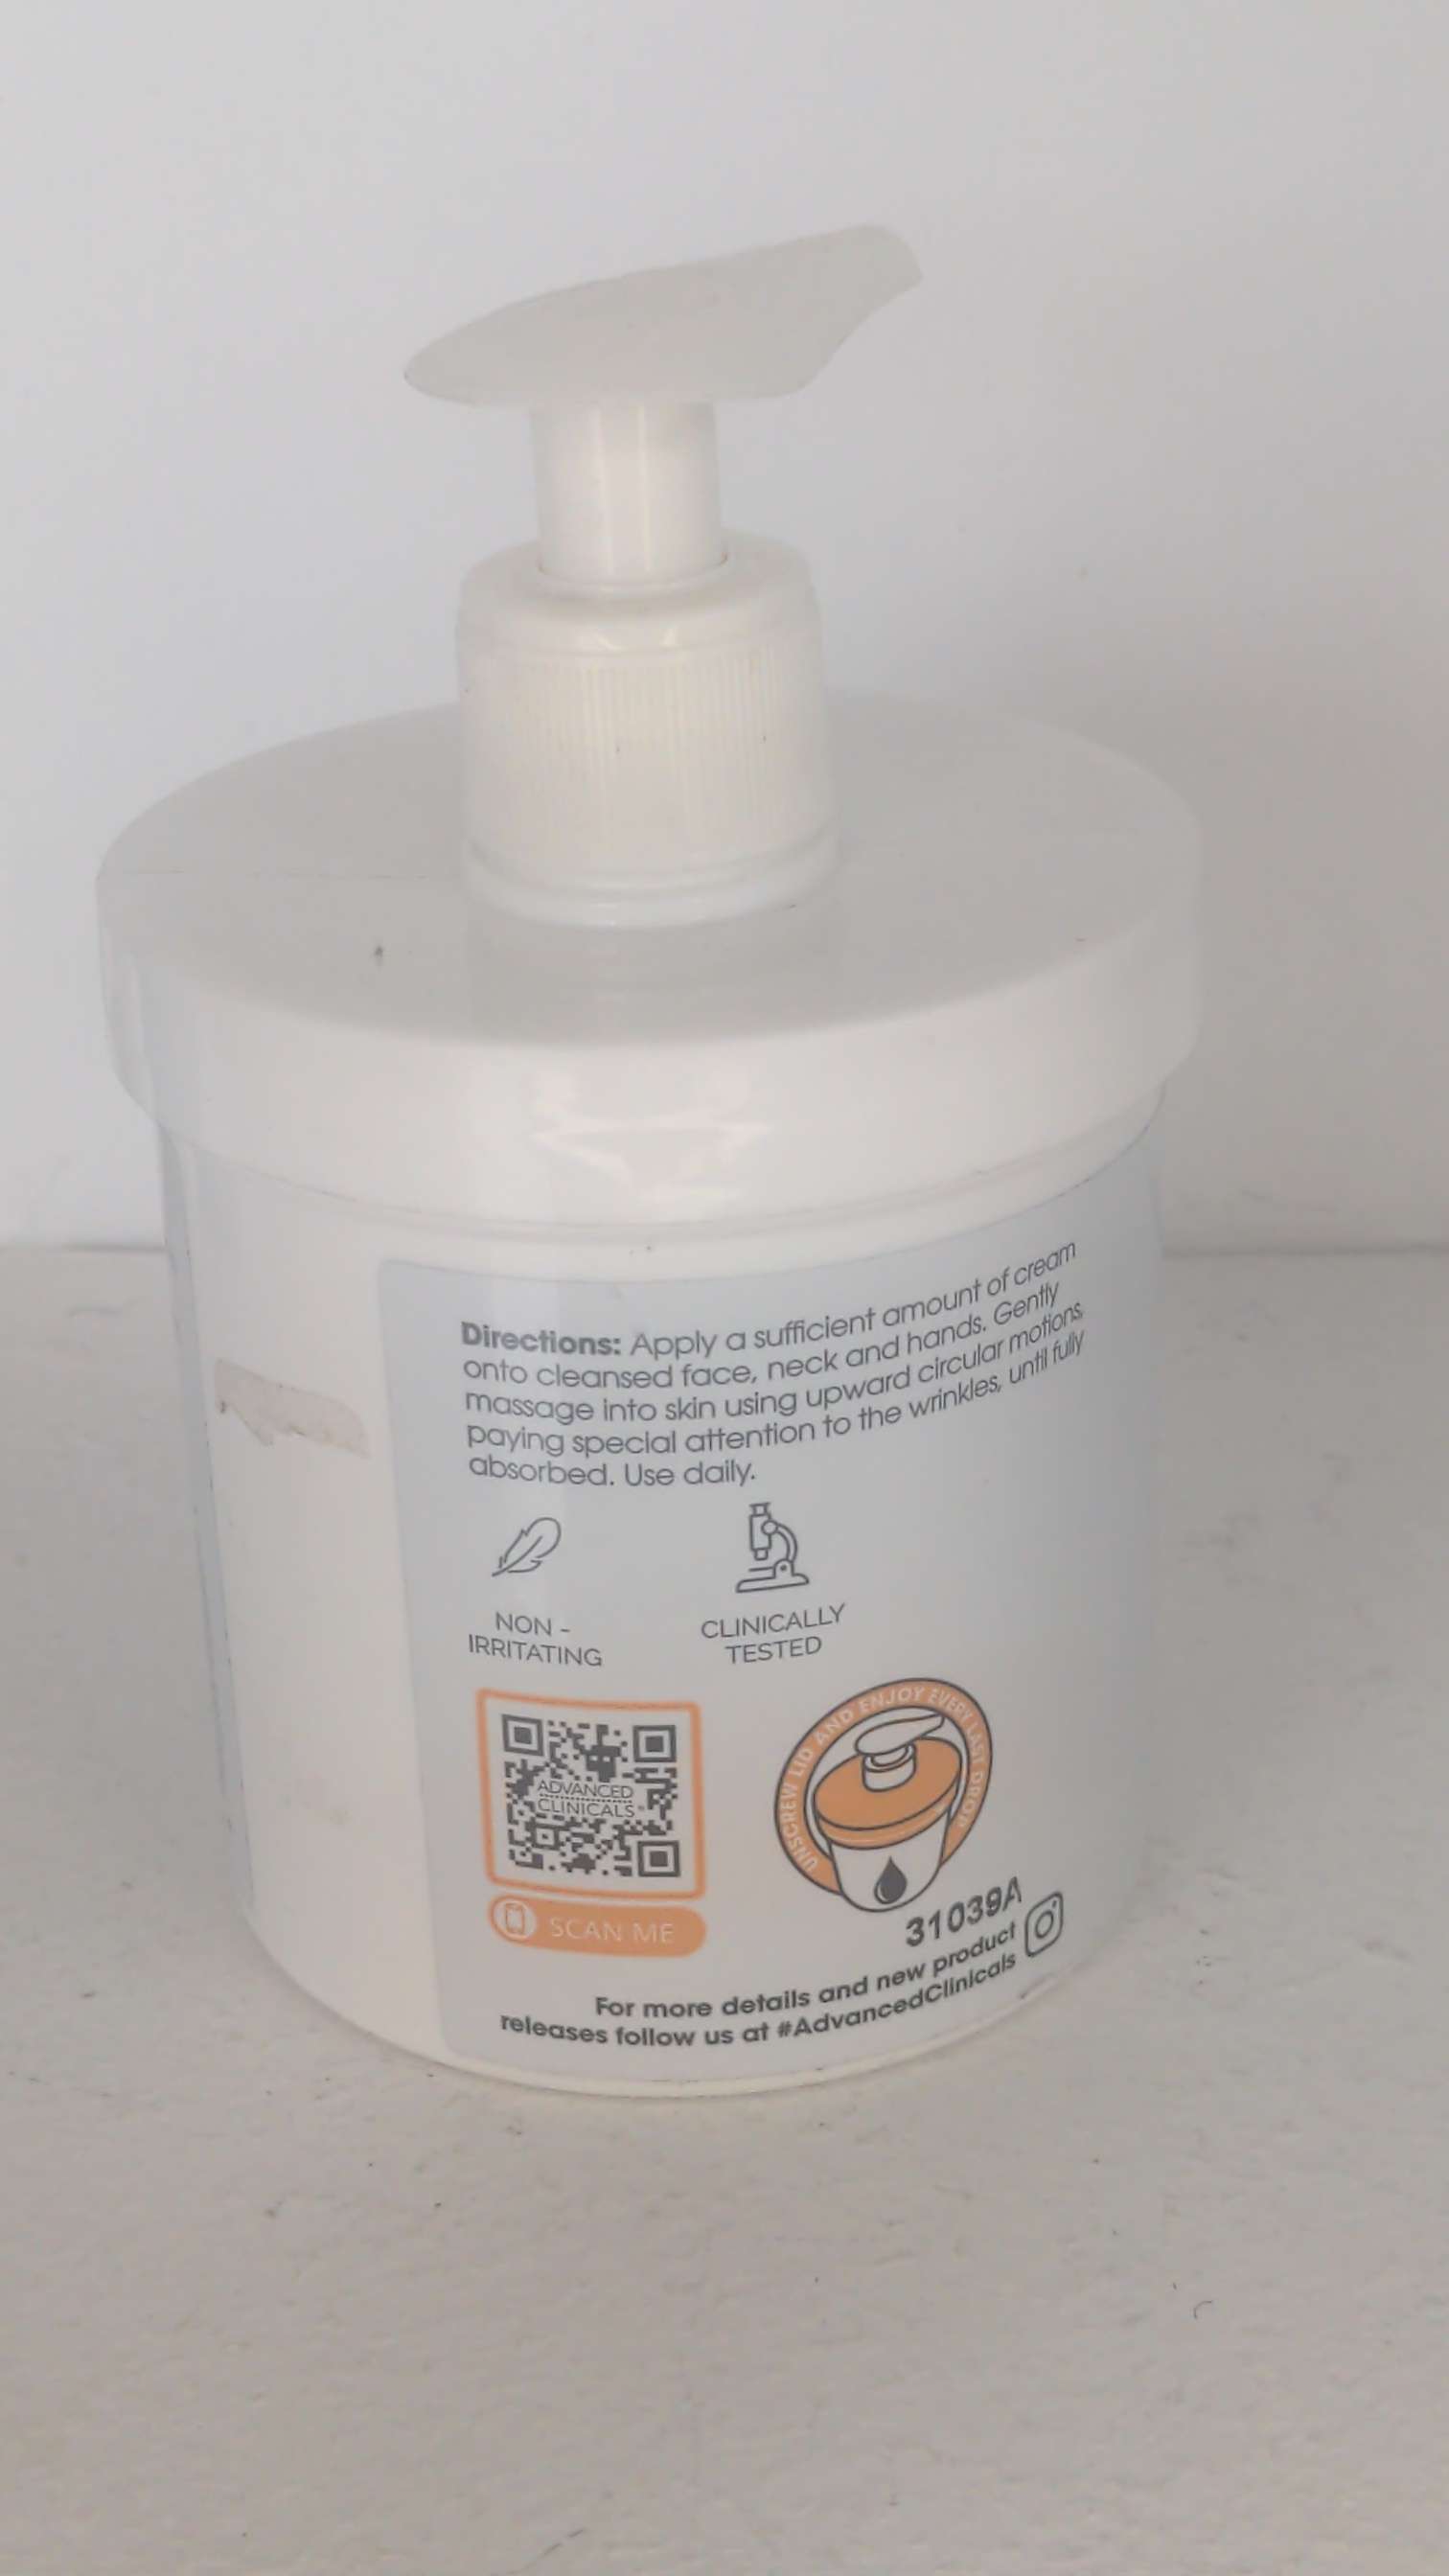 Directions: Apply a sufficient amount of cream
onto cleansed face, neck and hands. Gently
massage into skin using upward circular motions,
paying special attention to the wrinkles, until fully
absorbed. Use daily.
NON -
IRRITATING
CLINICALLY
TESTED
ADVANCED
CLINICALS
SCAN ME
UNSCREW LID AND ENJOY EVERY LAST DROP
31039A
For more details and new product
releases follow us at #AdvancedClinicals